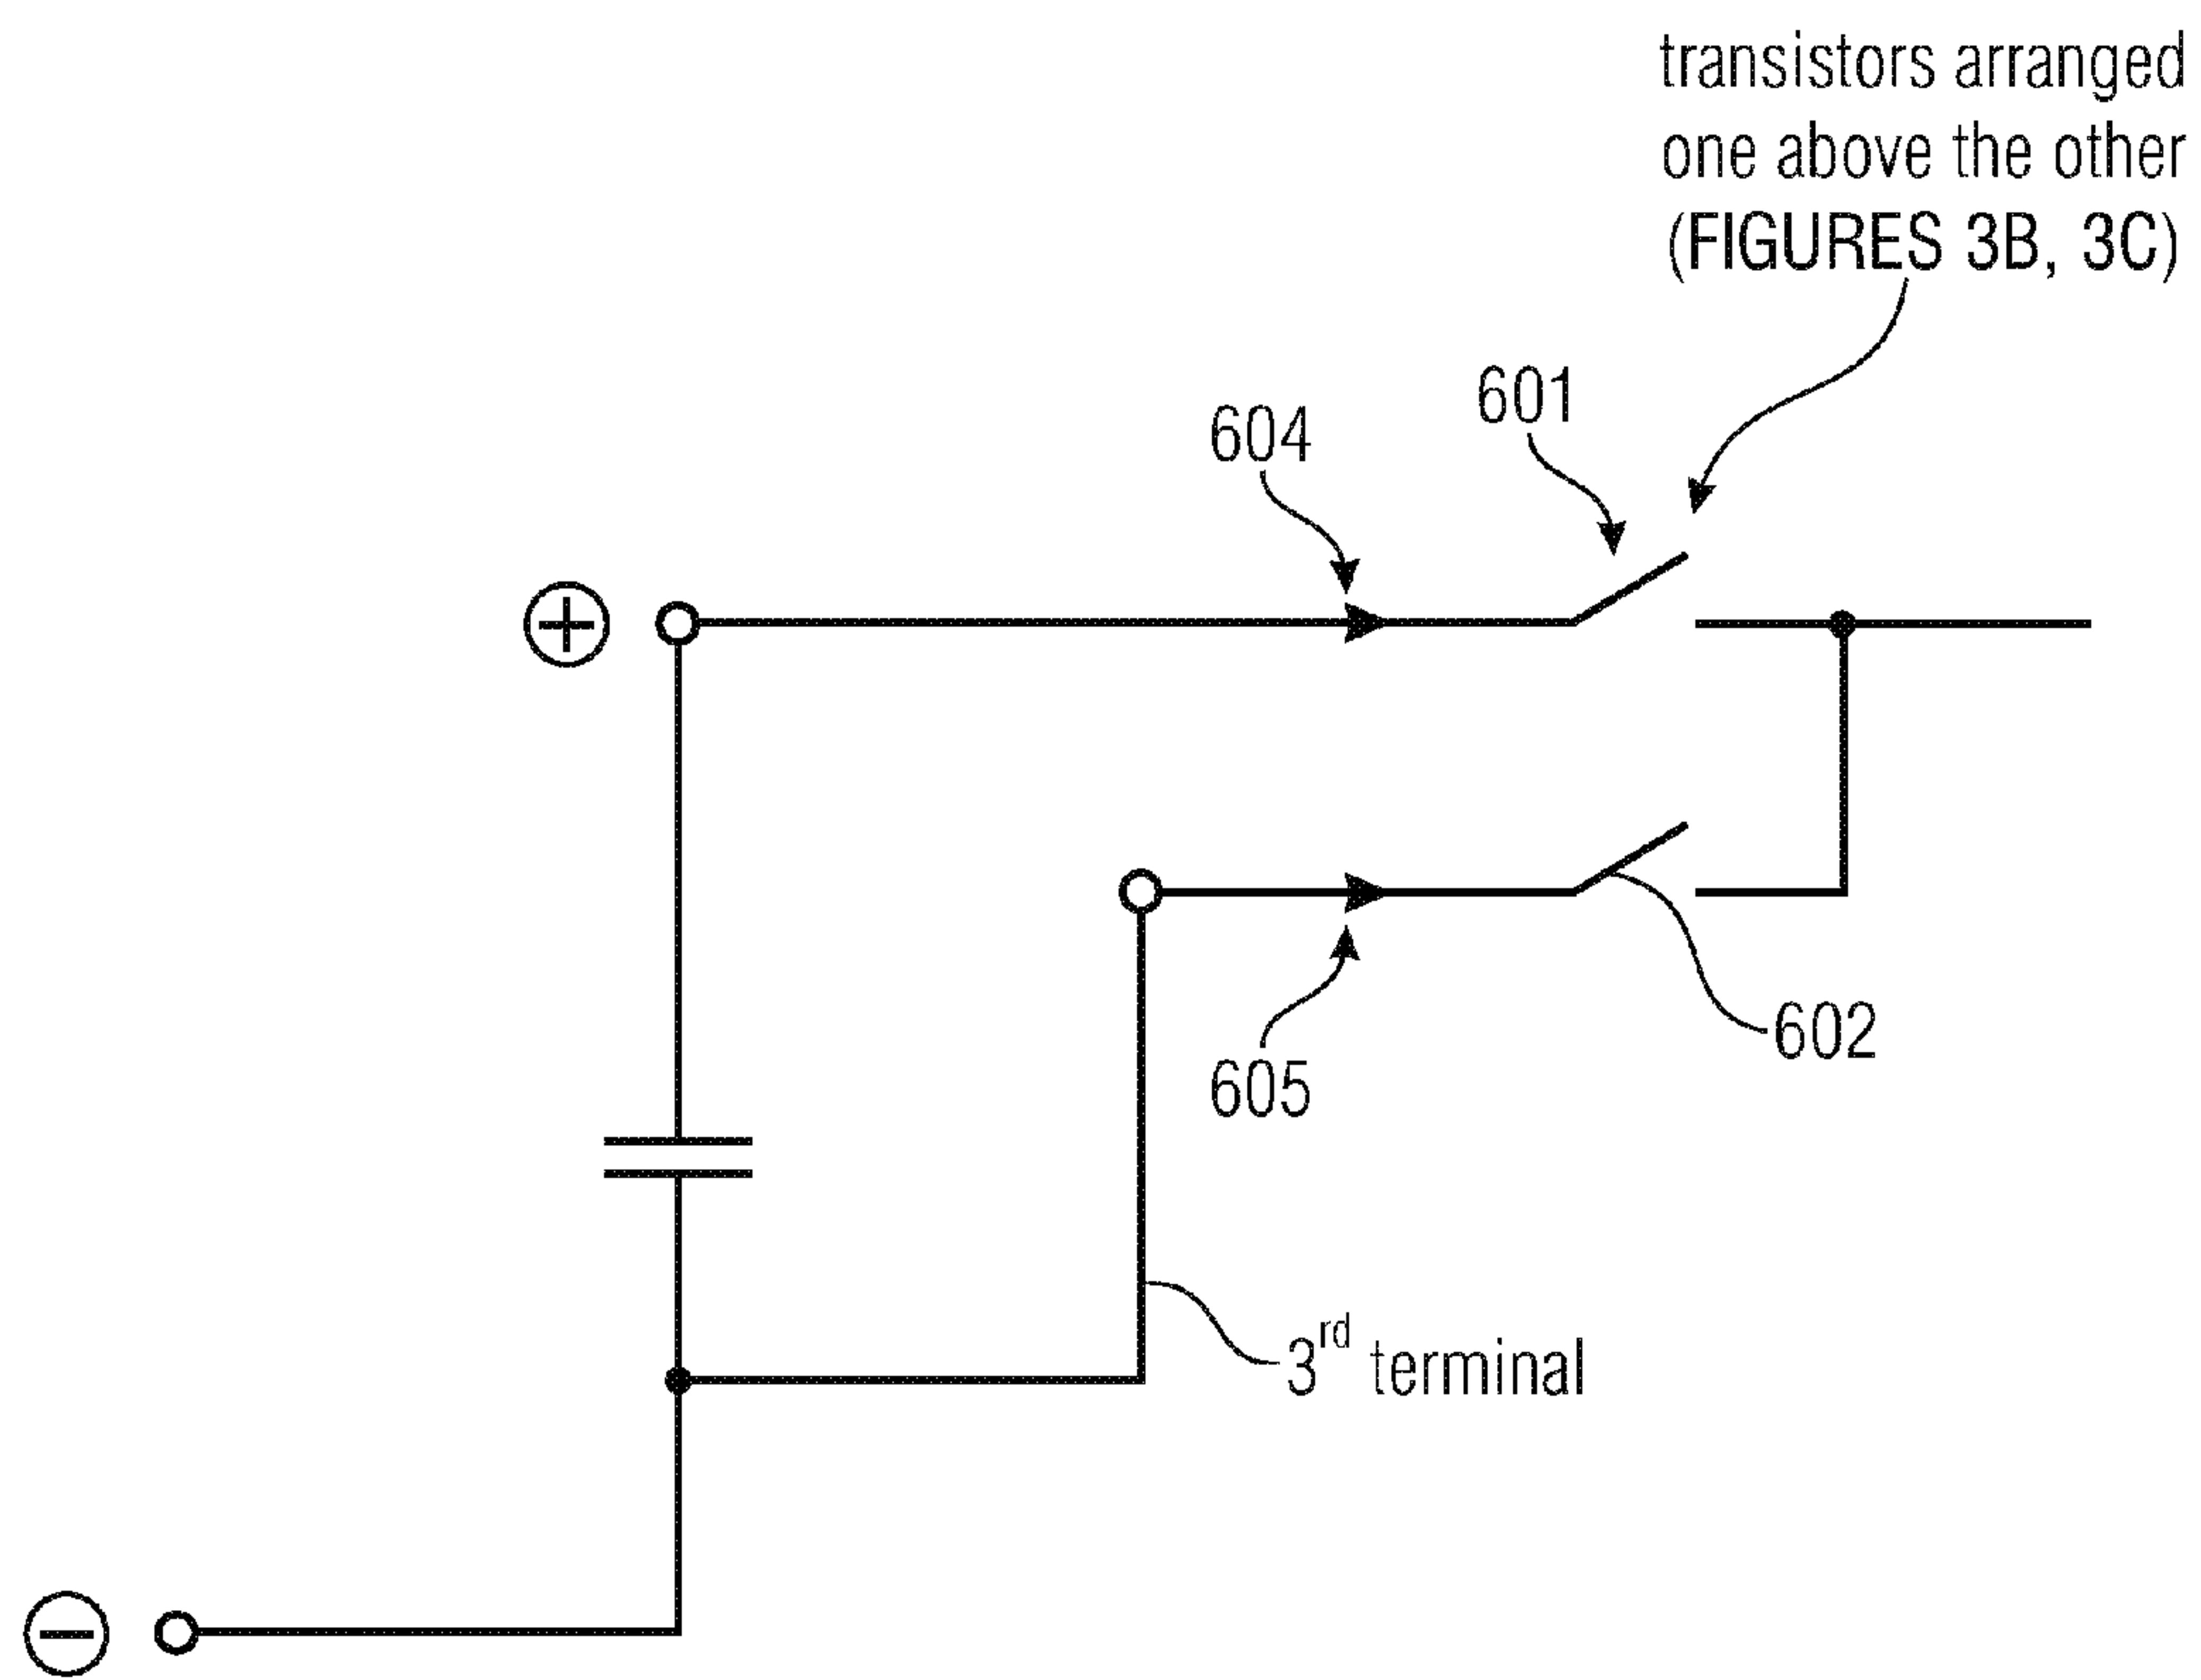 transistors arranged
one above the other
(FIGURES 3B, 3C)
601
604
+
602
605
3rd terminal
−